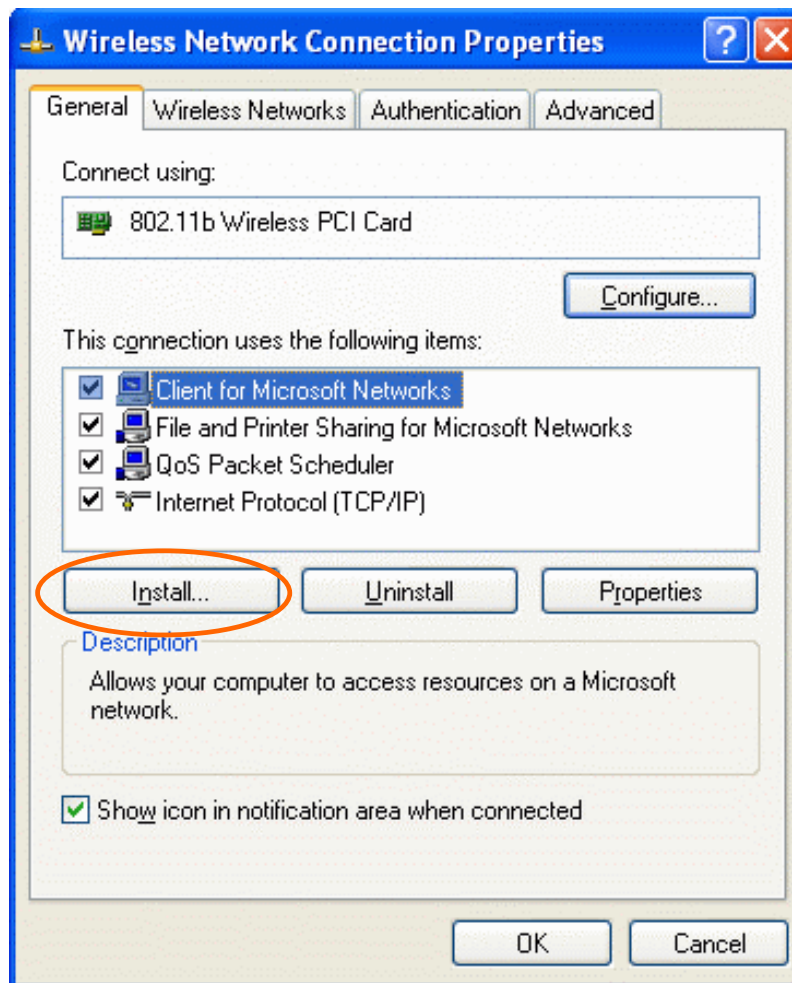 Wireless Network Connection Properties
?
General Wireless Networks Authentication Advanced
Connect using:
802.11b Wireless PCI Card
Configure...
This connection uses the following items:
Client for Microsoft Networks
File and Printer Sharing for Microsoft Networks
QoS Packet Scheduler
Internet Protocol (TCP/IP)
Install... Uninstall Properties
Description
Allows your computer to access resources on a Microsoft
network.
Show icon in notification area when connected
OK Cancel